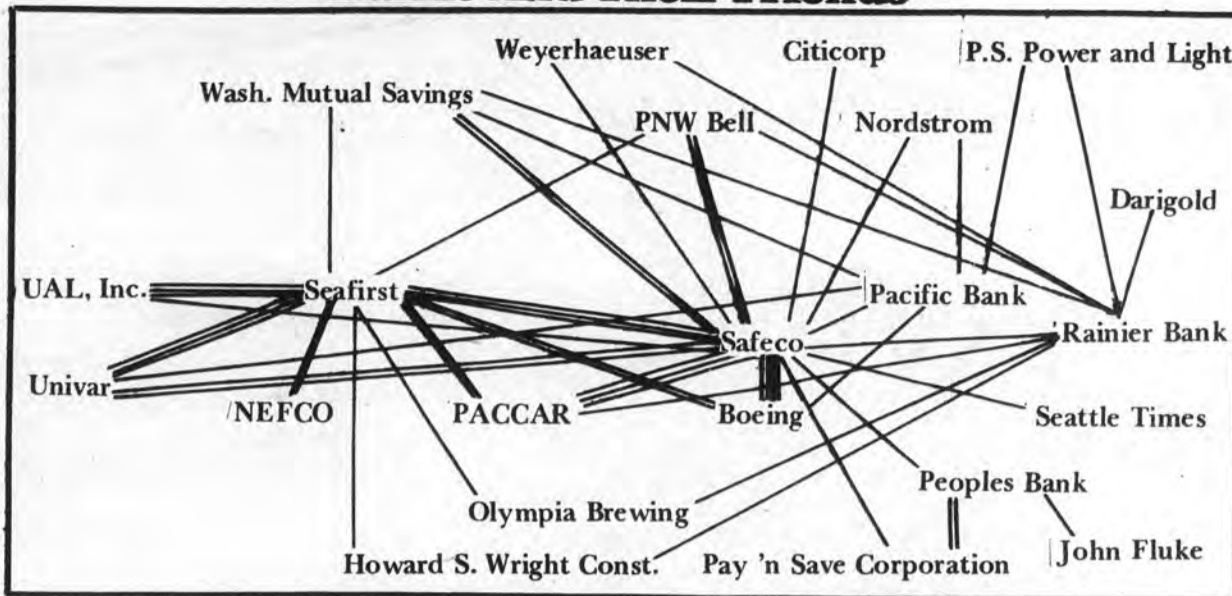 Weyerhaeuser Citicorp P.S. Power and Light
Wash. Mutual Savings PNW Bell Nordstrom
Darigold
UAL, Inc. Seafirst Pacific Bank
Safeco Rainier Bank
Univar NEFCO PACCAR Boeing Seattle Times
Peoples Bank
Olympia Brewing
Howard S. Wright Const. Pay 'n Save Corporation John Fluke